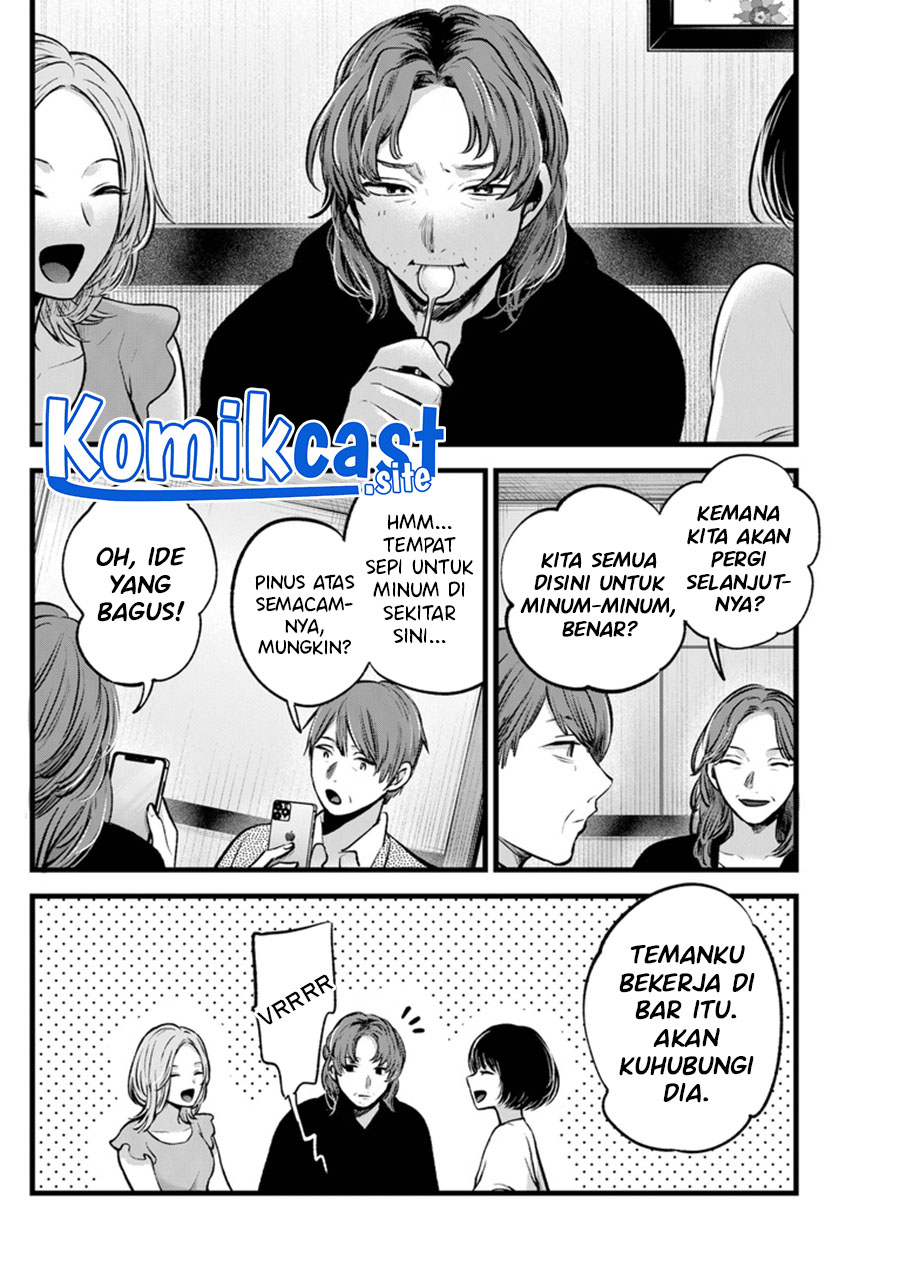 Komikcast
.site
KEMANA
KITA AKAN
PERGI
SELANJUT-
NYA?
KITA SEMUA
DISINI UNTUK
MINUM-MINUM,
BENAR?
HMM...
TEMPAT
SEPI UNTUK
MINUM DI
SEKITAR
SINI...
PINUS ATAS
SEMACAM-
NYA,
MUNGKIN?
OH, IDE
YANG
BAGUS!
TEMANKU
BEKERJA DI
BAR ITU.
AKAN
KUHUBUNGI
DIA.
VRRRR